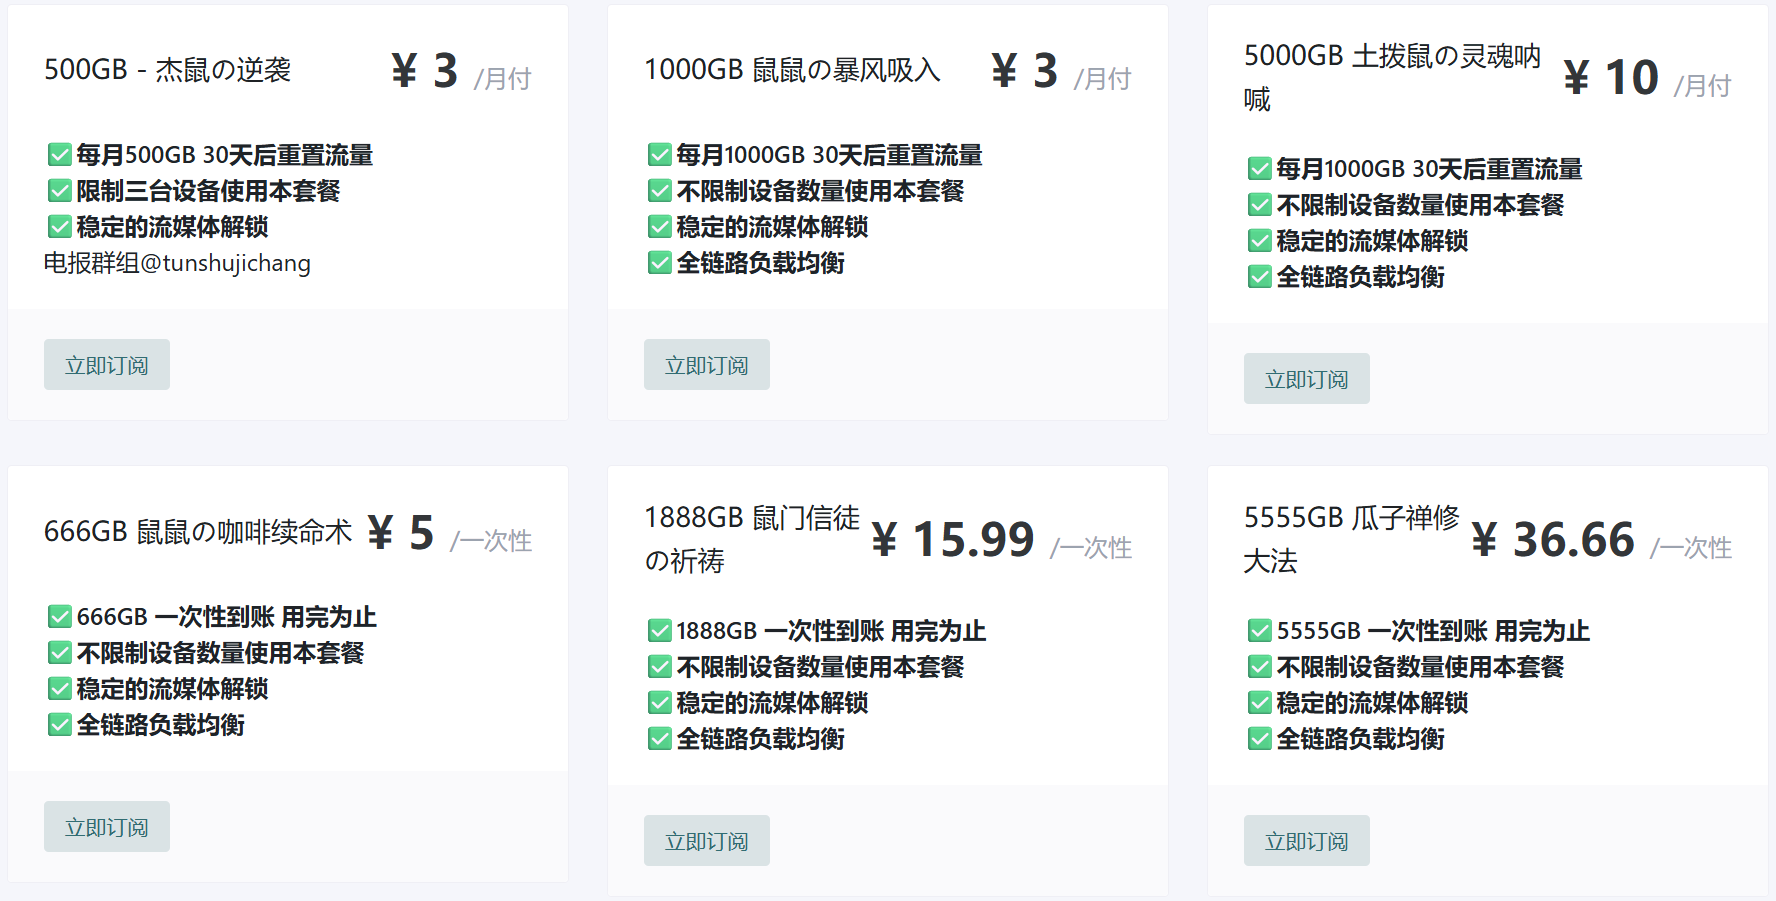 500GB - 杰鼠の逆袭
¥ 3 /月付
✅每月500GB 30天后重置流量
✅限制三台设备使用本套餐
✅稳定的流媒体解锁
电报群组@tunshujichang
立即订阅
1000GB 鼠鼠の暴风吸入
¥ 3 /月付
✅每月1000GB 30天后重置流量
✅不限制设备数量使用本套餐
✅稳定的流媒体解锁
✅全链路负载均衡
立即订阅
5000GB 土拨鼠の灵魂呐
喊
¥ 10 /月付
✅每月1000GB 30天后重置流量
✅不限制设备数量使用本套餐
✅稳定的流媒体解锁
✅全链路负载均衡
立即订阅
666GB 鼠鼠の咖啡续命术
¥ 5 /一次性
✅666GB 一次性到账 用完为止
✅不限制设备数量使用本套餐
✅稳定的流媒体解锁
✅全链路负载均衡
立即订阅
1888GB 鼠门信徒
の祈祷
¥ 15.99 /一次性
✅1888GB 一次性到账 用完为止
✅不限制设备数量使用本套餐
✅稳定的流媒体解锁
✅全链路负载均衡
立即订阅
5555GB 瓜子禅修
大法
¥ 36.66 /一次性
✅5555GB 一次性到账 用完为止
✅不限制设备数量使用本套餐
✅稳定的流媒体解锁
✅全链路负载均衡
立即订阅